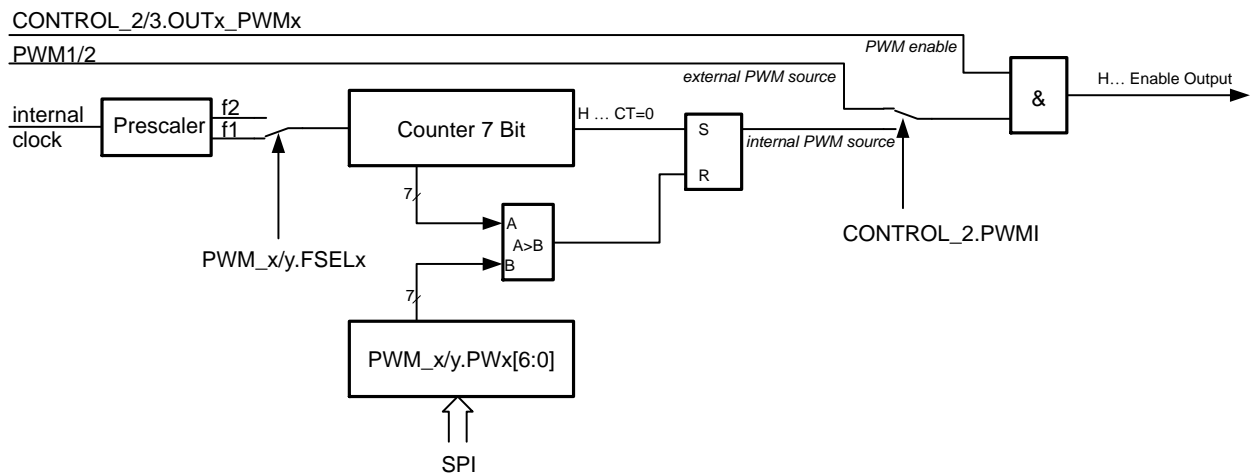 CONTROL_2/3.OUTx_PWMx
PWM enable
PWM1/2
external PWM source
H… Enable Output
&
internal
clock
Prescaler
f2
f1
Counter 7 Bit
H … CT=0
S
R
internal PWM source
7
A
A>B
B
PWM_x/y.FSELx
CONTROL_2.PWMI
7
PWM_x/y.PWx[6:0]
SPI